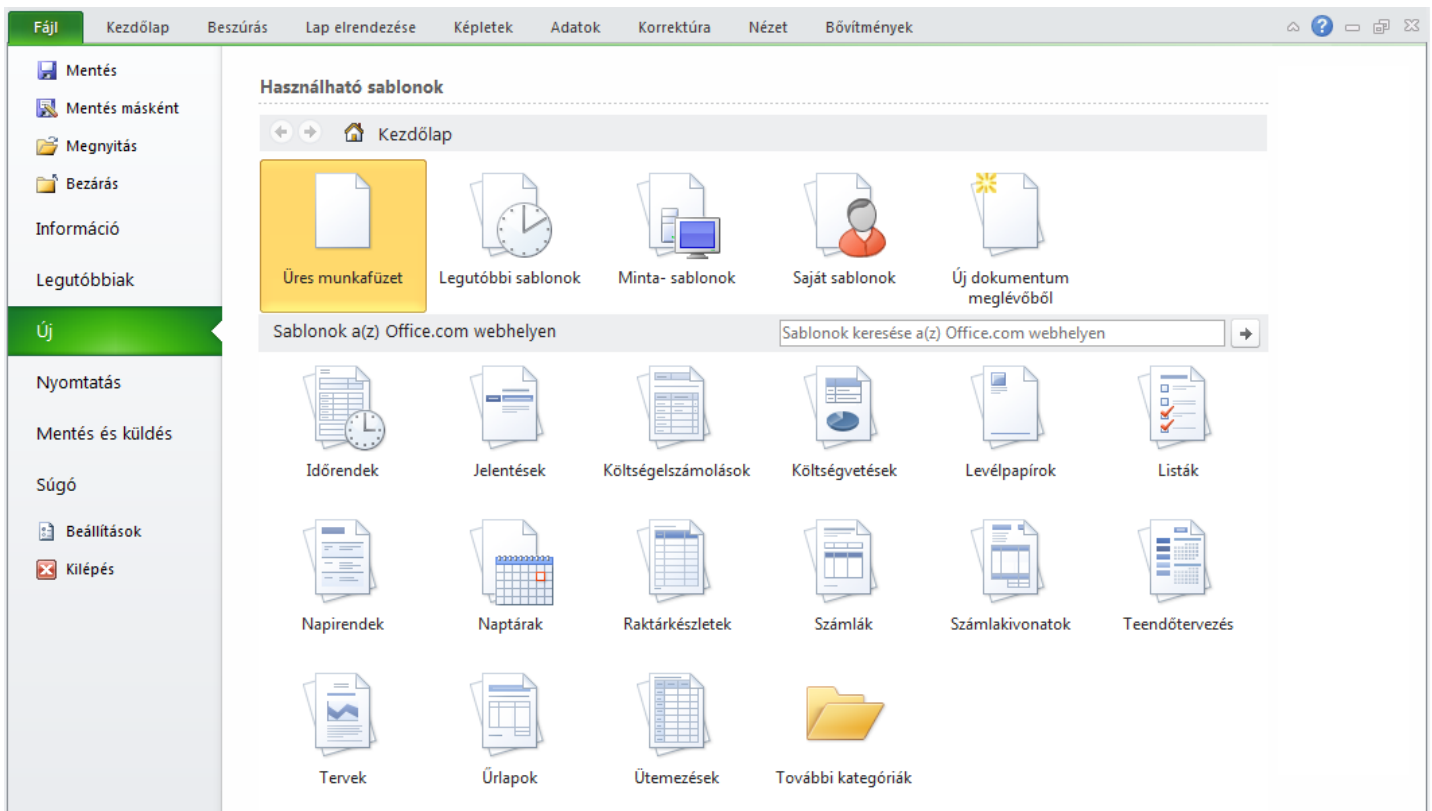 Fájl Kezdőlap Beszúrás Lap elrendezése Képletek Adatok Korrektúra Nézet Bővítmények
Mentés
Mentés másként
Megnyitás
Bezárás
Információ
Legutóbbiak
Új
Nyomtatás
Mentés és küldés
Súgó
Beállítások
Kilépés
Használható sablonok
Kezdőlap
Üres munkafüzet Legutóbbi sablonok Minta- sablonok Saját sablonok Új dokumentum
meglévőből
Sablonok a(z) Office.com webhelyen Sablonok keresése a(z) Office.com webhelyen
Időrendek Jelentések Költségelszámolások Költségvetések Levélpapírok Listák
Napirendek Naptárak Raktárkészletek Számlák Számlakivonatok Teendőtervezés
Tervek Űrlapok Ütemezések További kategóriák